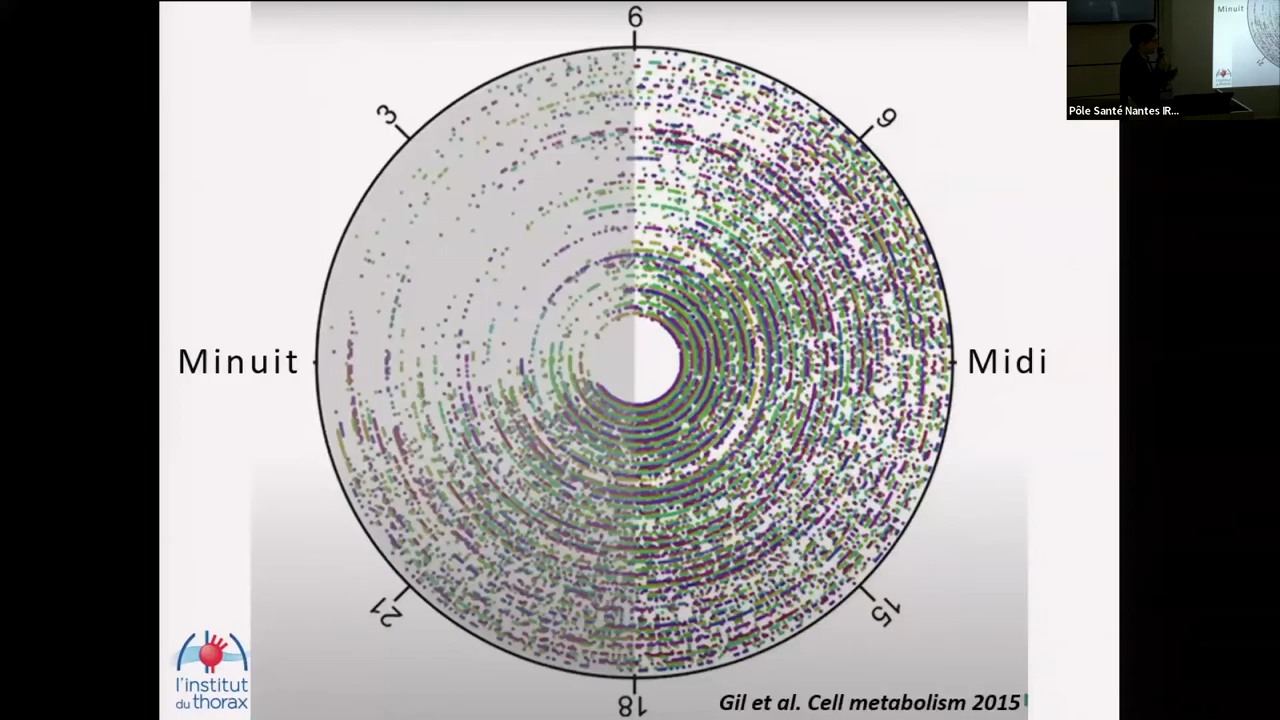 6
3
9
Minuit
Midi
21
15
18
Gil et al. Cell metabolism 2015
l'institut
du thorax
Pôle Santé Nantes IR...
Minuit